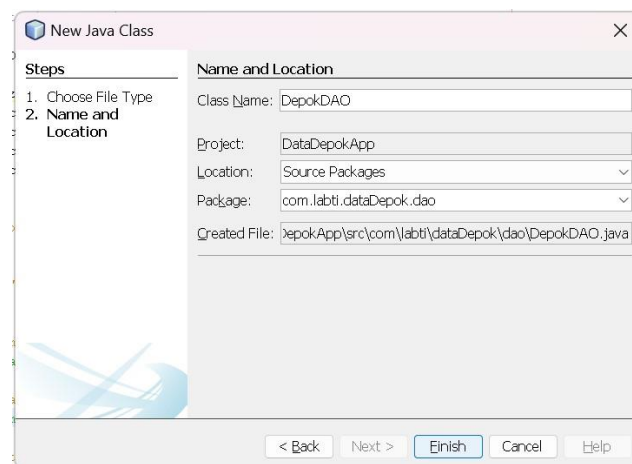 New Java Class
Steps
1. Choose File Type
2. Name and
Location
Name and Location
Class Name: DepokDAO
Project: DataDepokApp
Location: Source Packages
Package: com.labti.dataDepok.dao
Created File: DepokApp\src\com\labti\dataDepok\dao\DepokDAO.java
< Back Next > Finish Cancel Help